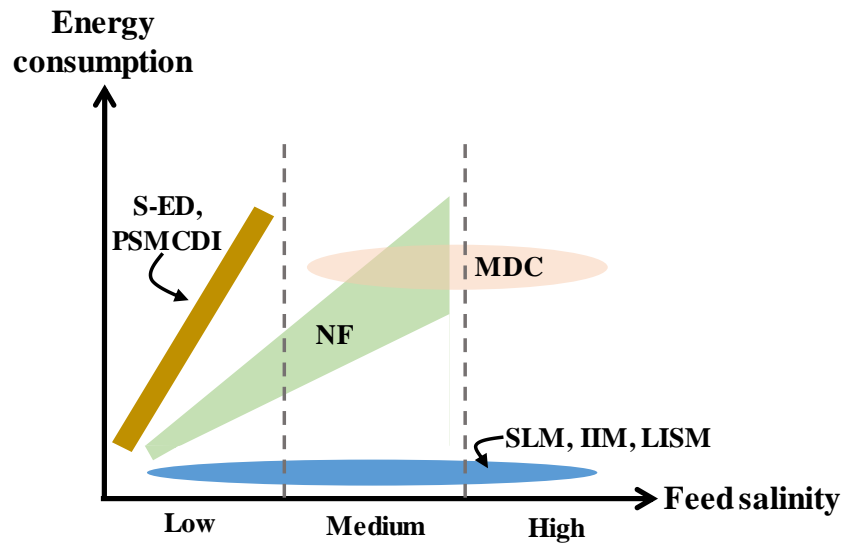 Energy
consumption
S-ED,
PSMCDI
MDC
NF
SLM, IIM, LISM
Feed salinity
Low
Medium
High